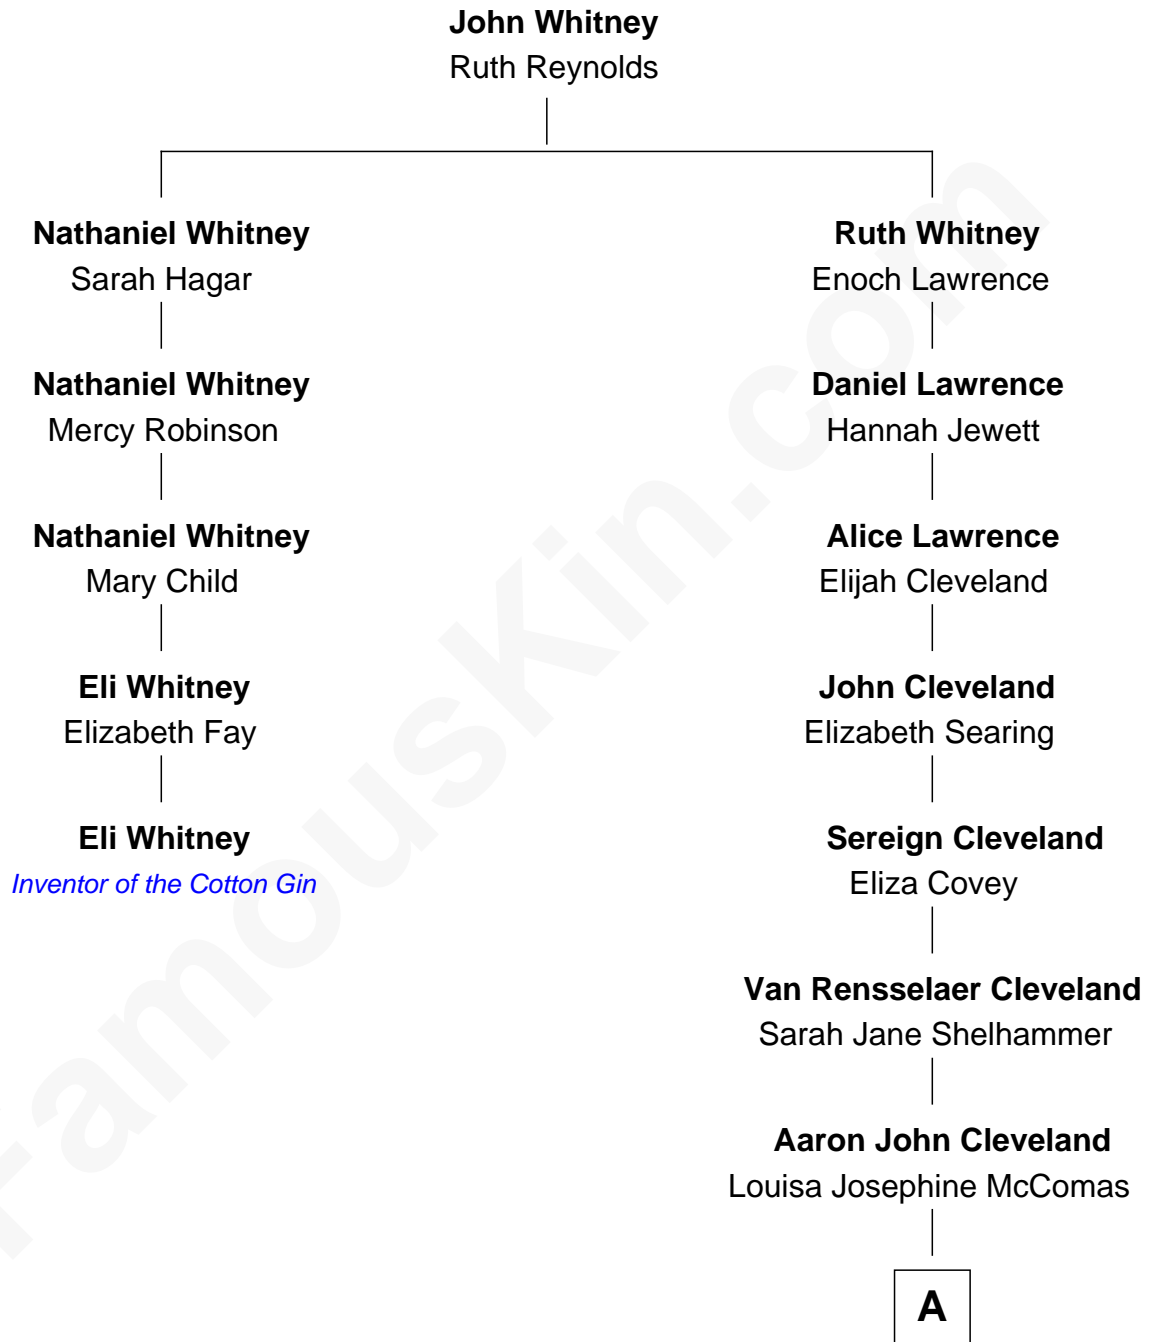 John Whitney
Ruth Reynolds
Nathaniel Whitney
Sarah Hagar
Nathaniel Whitney
Mercy Robinson
Nathaniel Whitney
Mary Child
Eli Whitney
Elizabeth Fay
Eli Whitney
Inventor of the Cotton Gin
Ruth Whitney
Enoch Lawrence
Daniel Lawrence
Hannah Jewett
Alice Lawrence
Elijah Cleveland
John Cleveland
Elizabeth Searing
Sereign Cleveland
Eliza Covey
Van Rensselaer Cleveland
Sarah Jane Shelhammer
Aaron John Cleveland
Louisa Josephine McComas
A
FamousKin.com